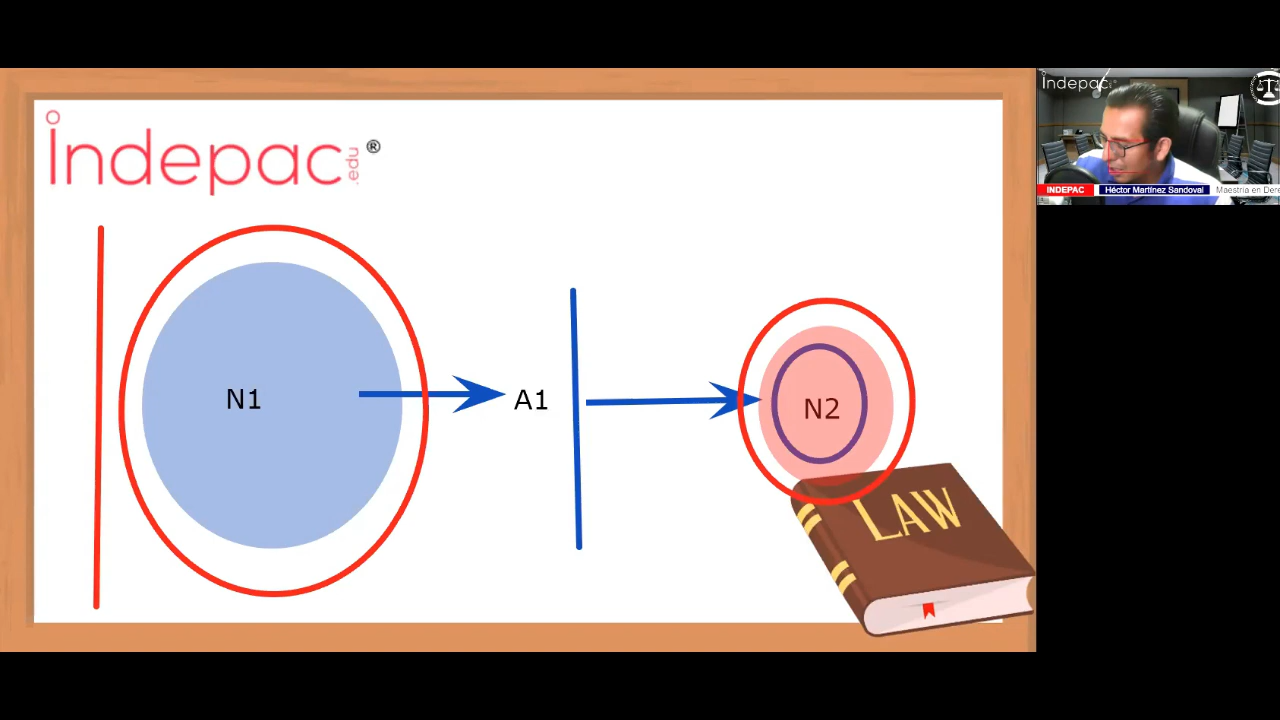 indepac .edu ®
N1
A1
N2
LAW
indepac
INDEPAC Héctor Martínez Sandoval Maestría en Dere